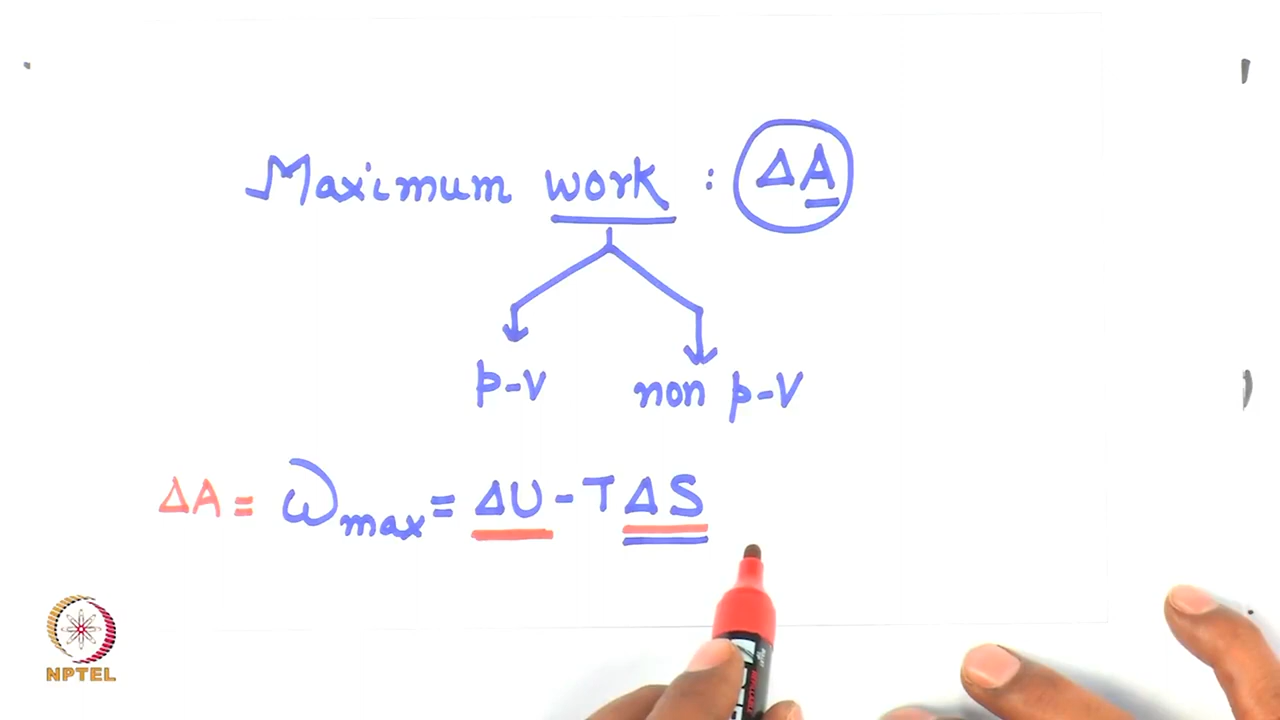 Maximum work : ΔA
p-V non p-V
ΔA = ωmax = ΔU - TΔS
NPTEL